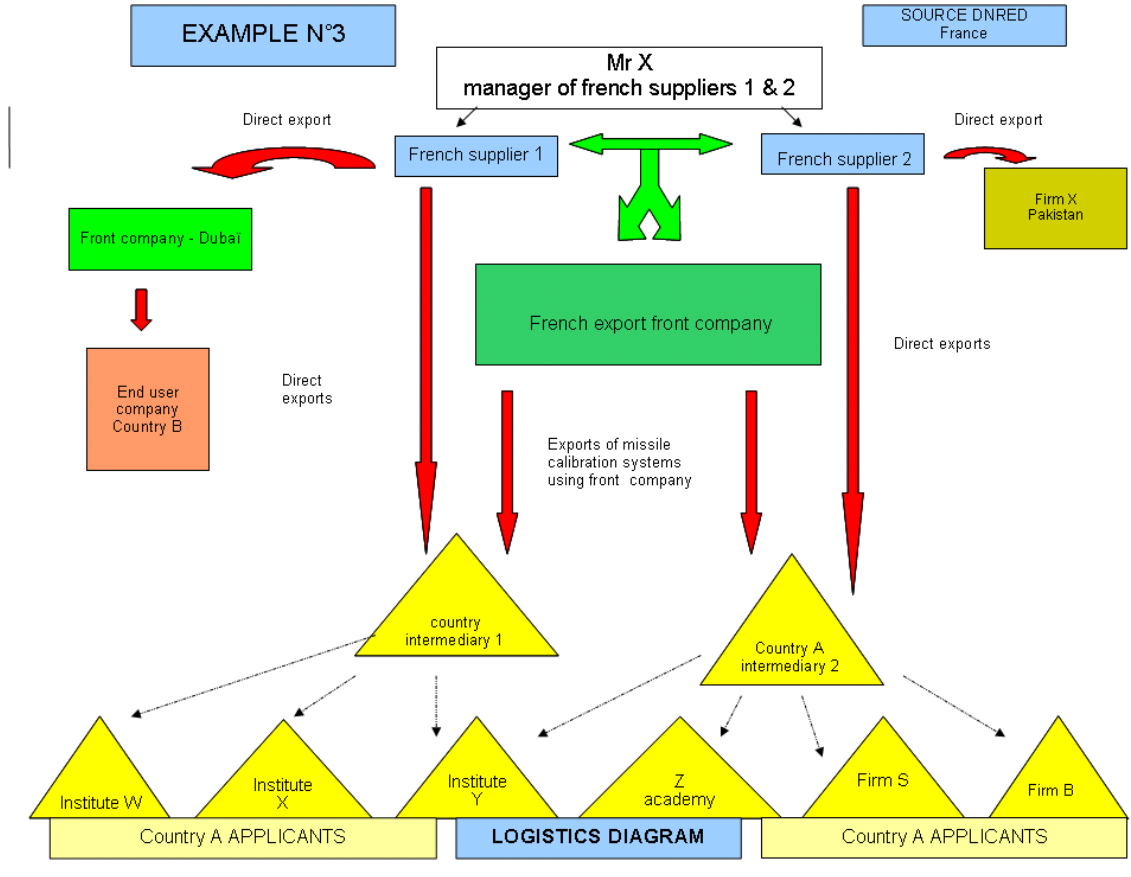 EXAMPLE N°3
SOURCE DNRED
France
Mr X
manager of french suppliers 1 & 2
Direct export
Direct export
French supplier 1
French supplier 2
Firm X
Pakistan
Front company - Dubaï
French export front company
Direct exports
End user
company
Country B
Direct
exports
Exports of missile
calibration systems
using front company
country
intermediary 1
Country A
intermediary 2
Institute W
Institute
X
Institute
Y
Z
academy
Firm S
Firm B
Country A APPLICANTS
LOGISTICS DIAGRAM
Country A APPLICANTS